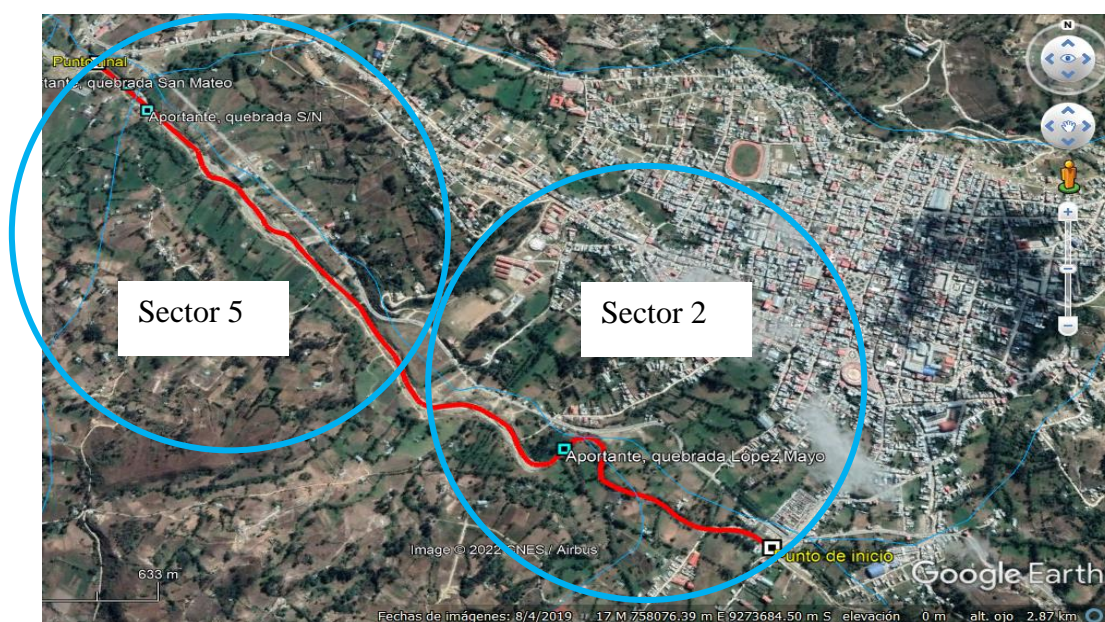 N
Punto final
tante, quebrada San Mateo
Aportante, quebrada S/N
Sector 5
Sector 2
Aportante, quebrada López Mayo
Punto de inicio
Image © 2022 CNES / Airbus
633 m
Google Earth
Fechas de imágenes: 8/4/2019 17 M 758076.39 m E 9273684.50 m S elevación 0 m alt. ojo 2.87 km